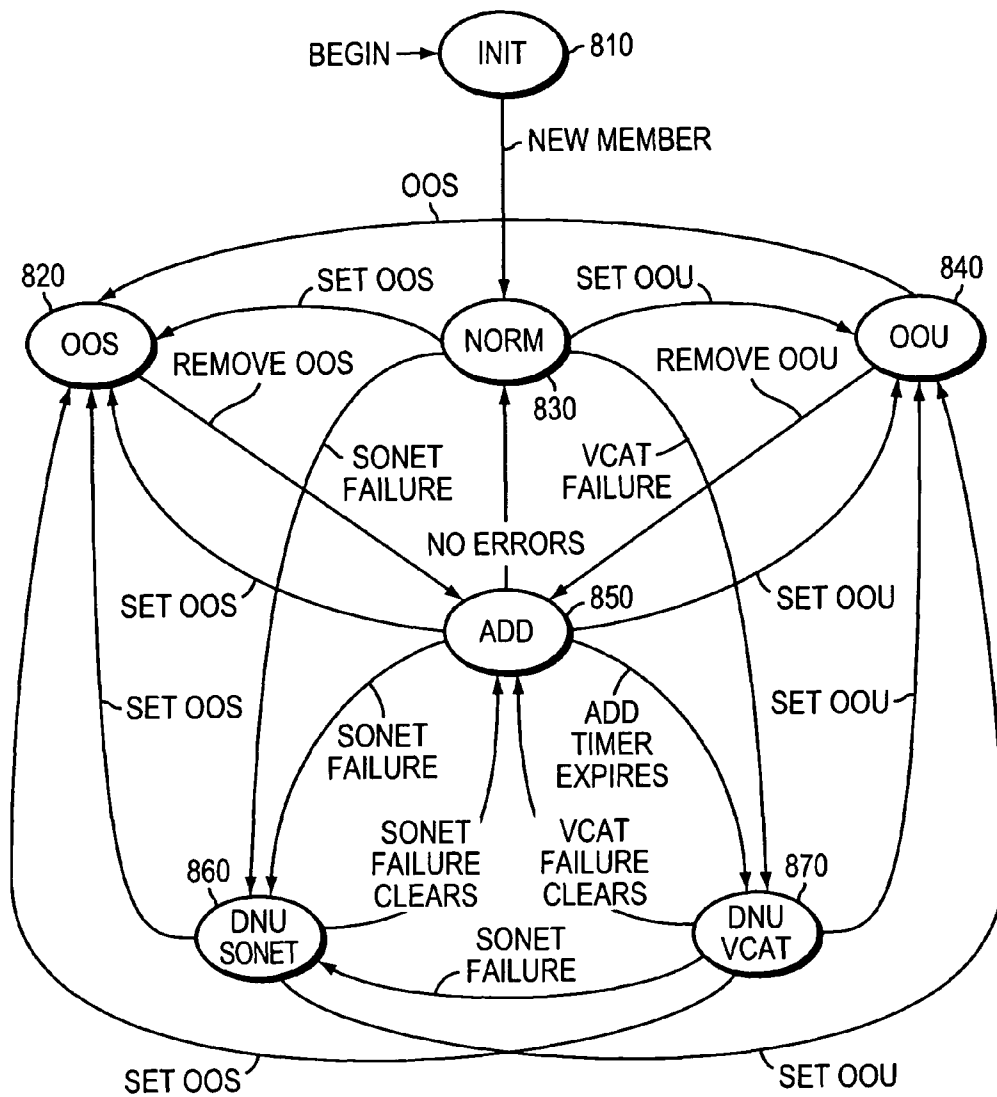 BEGIN
INIT
810
NEW MEMBER
OOS
820
SET OOS
SET OOU
840
OOS
NORM
OOU
REMOVE OOS
830
REMOVE OOU
SONET
FAILURE
VCAT
FAILURE
NO ERRORS
SET OOS
850
SET OOU
ADD
SET OOS
SONET
FAILURE
ADD
TIMER
EXPIRES
SET OOU
SONET
FAILURE
CLEARS
VCAT
FAILURE
CLEARS
860
870
DNU
SONET
DNU
VCAT
SONET
FAILURE
SET OOS
SET OOU